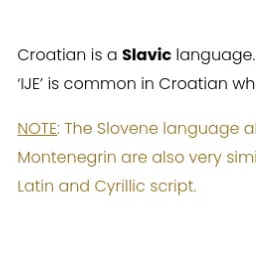 Croatian is a Slavic language.
‘IJE’ is common in Croatian wh
NOTE: The Slovene language al
Montenegrin are also very simi
Latin and Cyrillic script.